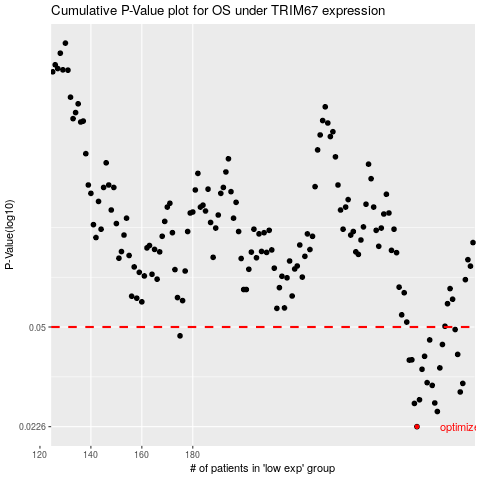 Cumulative P-Value plot for OS under TRIM67 expression
P-Value(log10)
0.05
0.0226
optimize
120 140 160 180
# of patients in 'low exp' group